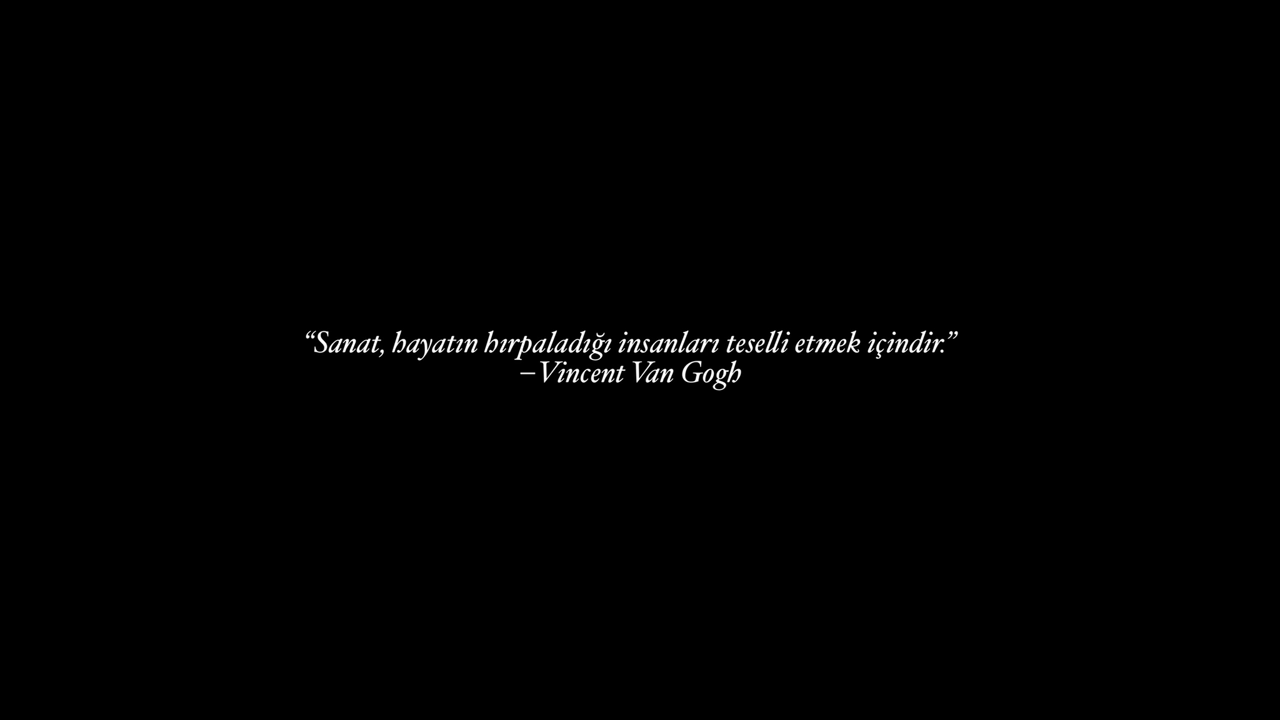 “Sanat, hayatın hırpaladığı insanları teselli etmek içindir.”
–Vincent Van Gogh